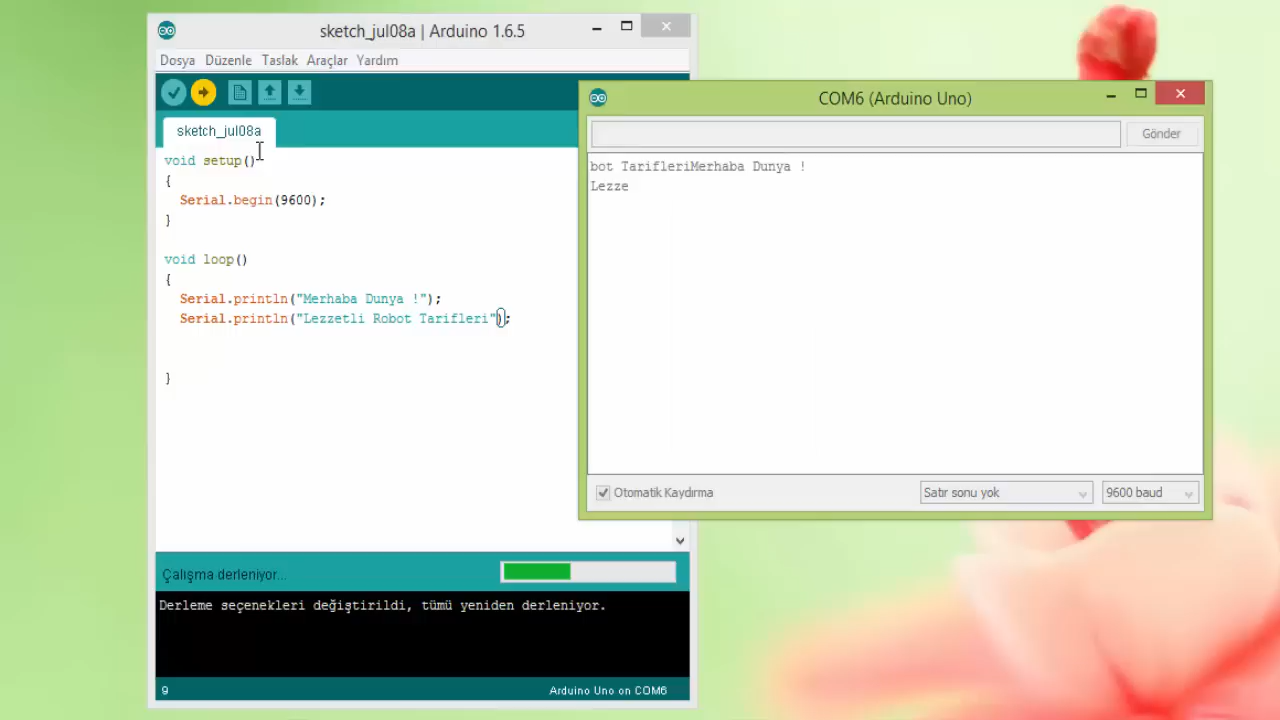 sketch_jul08a | Arduino 1.6.5
Dosya Düzenle Taslak Araçlar Yardım
sketch_jul08a
void setup()
{
Serial.begin(9600);
}
void loop()
{
Serial.println("Merhaba Dunya !");
Serial.println("Lezzetli Robot Tarifleri");
}
Çalışma derleniyor...
Derleme seçenekleri değiştirildi, tümü yeniden derleniyor.
9
Arduino Uno on COM6
COM6 (Arduino Uno)
Gönder
bot TarifleriMerhaba Dunya !
Lezze
Otomatik Kaydırma
Satır sonu yok
9600 baud